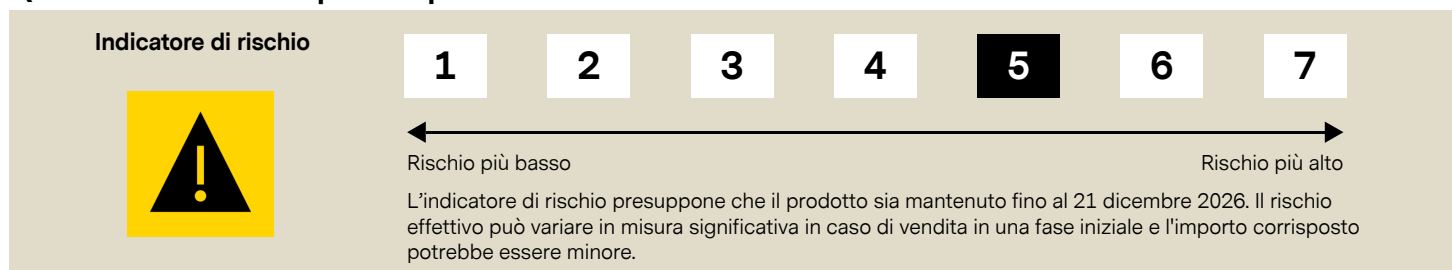 Indicatore di rischio
1 2 3 4 5 6 7
Rischio più basso Rischio più alto
L'indicatore di rischio presuppone che il prodotto sia mantenuto fino al 21 dicembre 2026. Il rischio
effettivo può variare in misura significativa in caso di vendita in una fase iniziale e l'importo corrisposto
potrebbe essere minore.